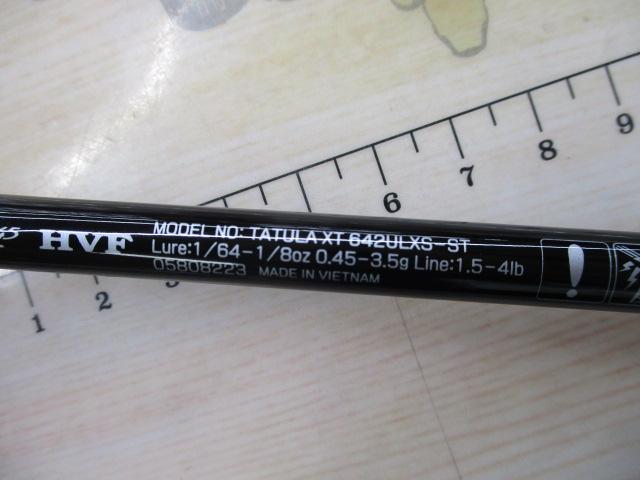 45 HVF
MODEL NO: TATULA XT 642ULXS-ST
Lure:1/64-1/8oz 0.45-3.5g Line:1.5-4lb
05808223 MADE IN VIETNAM
!
1 2 3 6 7 8 9